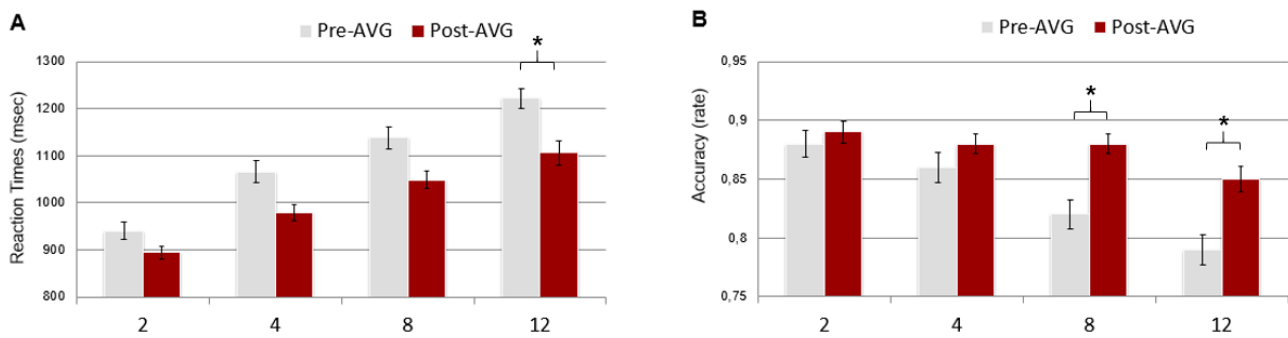 A
Pre-AVG Post-AVG
*
Reaction Times (msec)
1300
1200
1100
1000
900
800
2 4 8 12
B
Pre-AVG Post-AVG
*
*
Accuracy (rate)
0,95
0,9
0,85
0,8
0,75
2 4 8 12